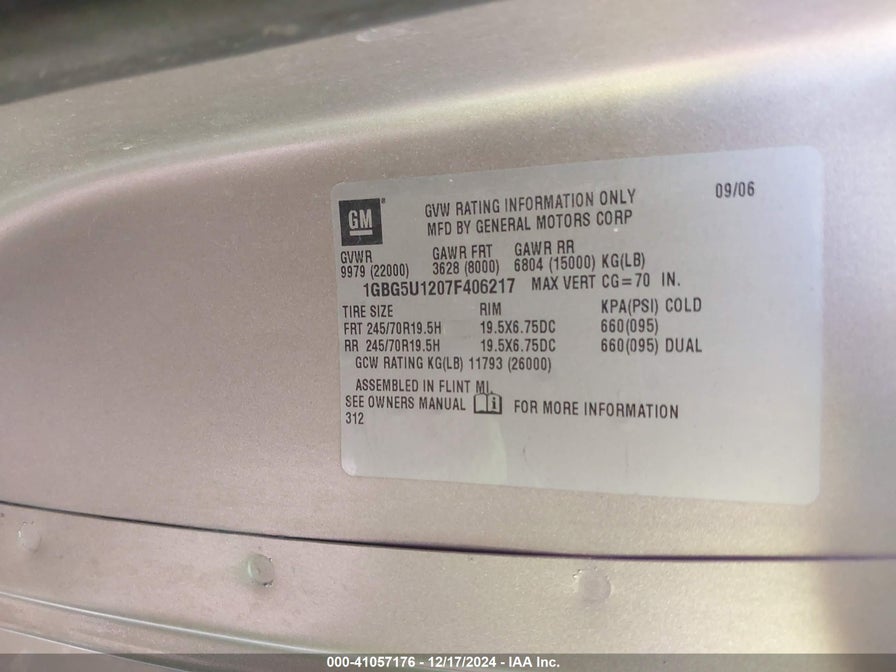 GM®
GVW RATING INFORMATION ONLY 09/06
MFD BY GENERAL MOTORS CORP
GVWR GAWR FRT GAWR RR
9979 (22000) 3628 (8000) 6804 (15000) KG(LB)
1GBG5U1207F406217 MAX VERT CG=70 IN.
TIRE SIZE RIM KPA(PSI) COLD
FRT 245/70R19.5H 19.5X6.75DC 660(095)
RR 245/70R19.5H 19.5X6.75DC 660(095) DUAL
GCW RATING KG(LB) 11793 (26000)
ASSEMBLED IN FLINT MI.
SEE OWNERS MANUAL i FOR MORE INFORMATION
312
000-41057176 - 12/17/2024 - IAA Inc.